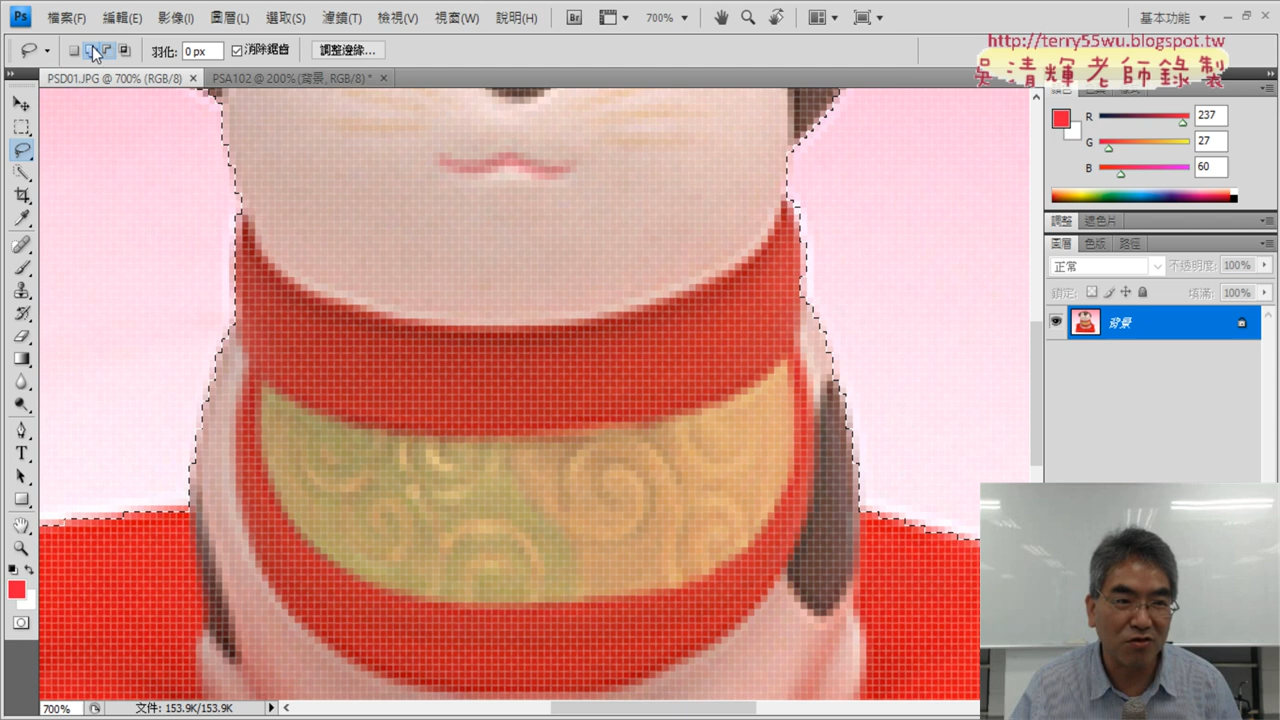 Ps 檔案(F) 編輯(E) 影像(I) 圖層(L) 選取(S) 濾鏡(T) 檢視(V) 視窗(W) 說明(H) Br 700% 基本功能
羽化: 0 px 消除鋸齒 調整邊緣...
http://terry55wu.blogspot.tw
吳清輝老師錄製
PSD01.JPG @ 700% (RGB/8) × PSA102 @ 200% (背景, RGB/8) * ×
R 237
G 27
B 60
調整 遮色片
圖層 色版 路徑
正常 不透明度: 100%
鎖定: 填滿: 100%
背景
T
700% 文件: 153.9K/153.9K